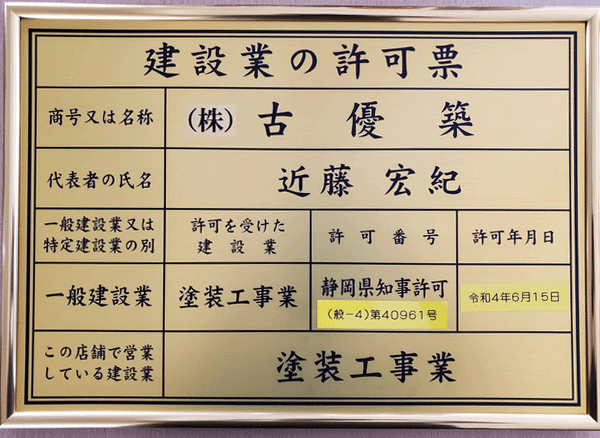 建設業の許可票
商号又は名称
(株) 古優築
代表者の氏名
近藤 宏紀
一般建設業又は
特定建設業の別
許可を受けた
建設業
許可番号
許可年月日
一般建設業
塗装工事業
静岡県知事許可
(般-4)第40961号
令和4年6月15日
この店舗で営業
している建設業
塗装工事業